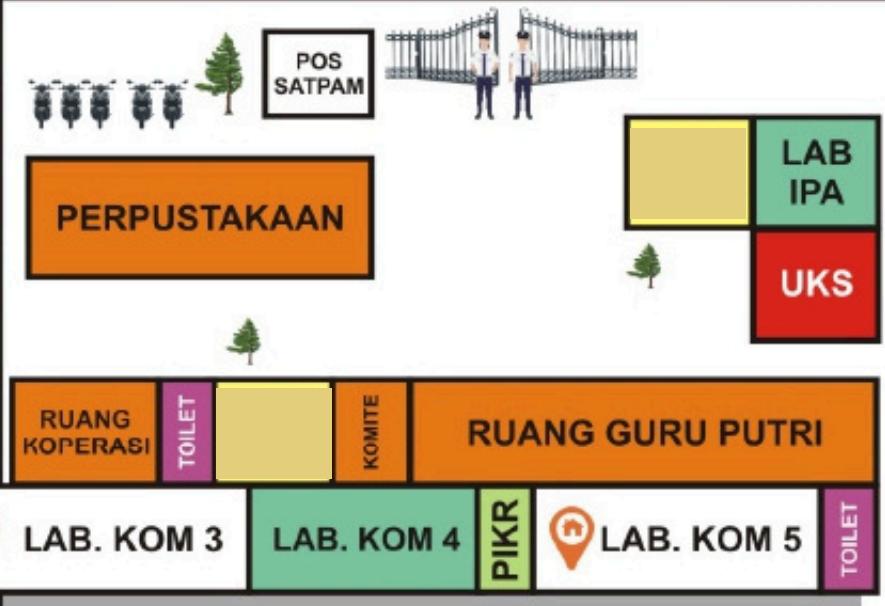 POS
SATPAM
LAB
IPA
PERPUSTAKAAN
UKS
RUANG
KOPERASI
TOILET
KOMITE
RUANG GURU PUTRI
LAB. KOM 3
LAB. KOM 4
PIKR
LAB. KOM 5
TOILET